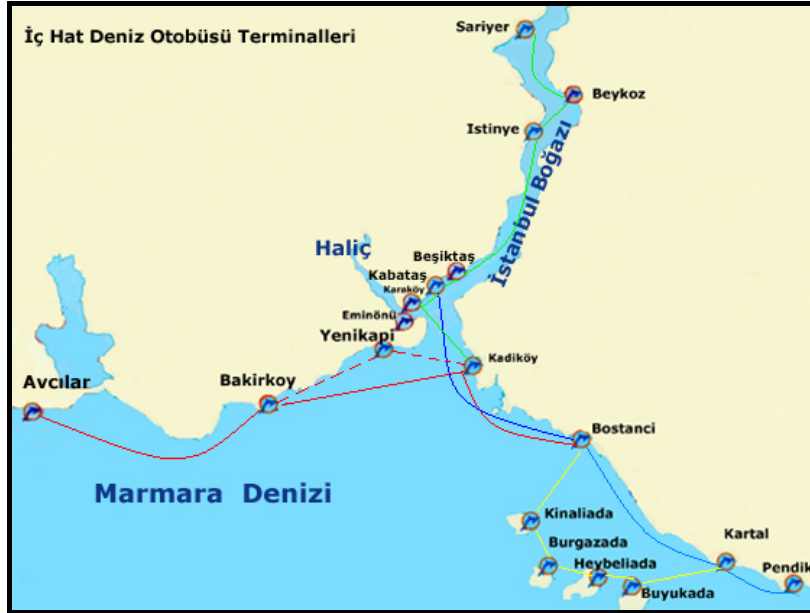 İç Hat Deniz Otobüsü Terminalleri
Sariyer
Beykoz
Istinye
İstanbul Boğazı
Haliç
Beşiktaş
Kabataş
Karaköy
Eminönü
Yenikapi
Kadiköy
Avcılar
Bakirkoy
Bostanci
Marmara Denizi
Kinaliada
Burgazada
Kartal
Heybeliada
Pendik
Buyukada